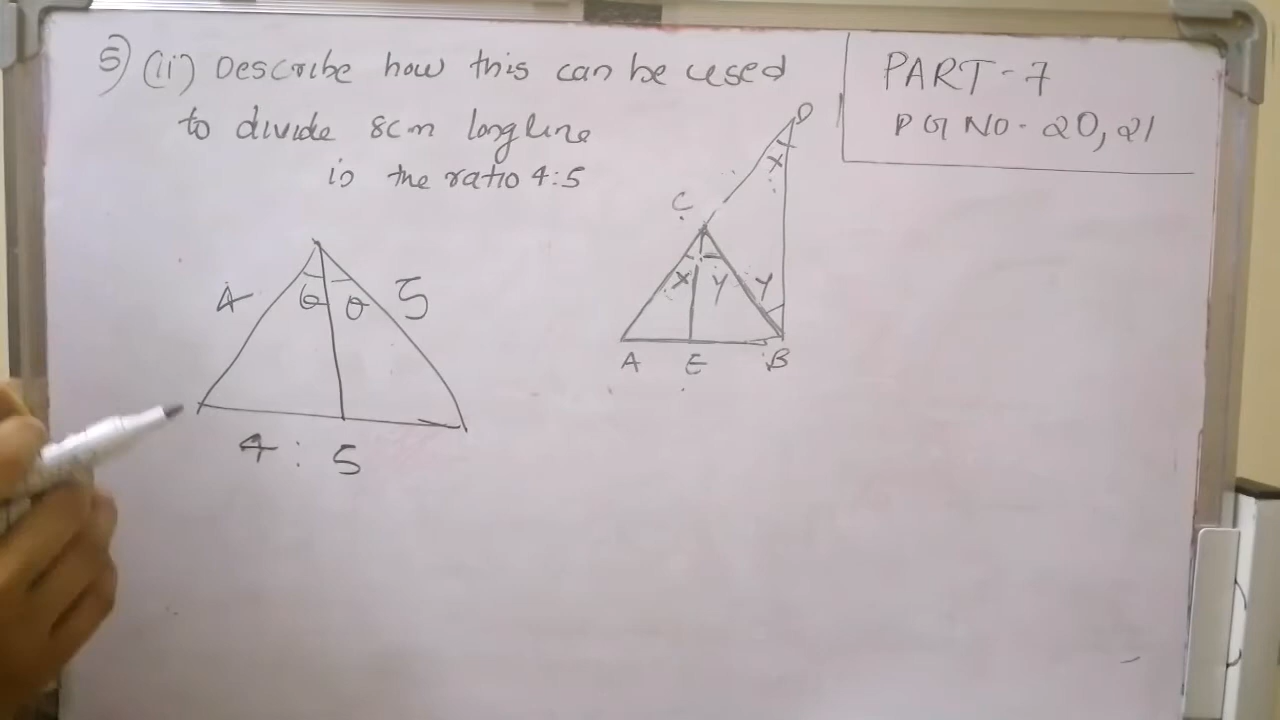 5) (ii) Describe how this can be used
to divide 8cm long line
is the ratio 4:5
PART-7
PG NO. 20, 21
D
x
C
x y y
A E B
4 θ θ 5
4 : 5